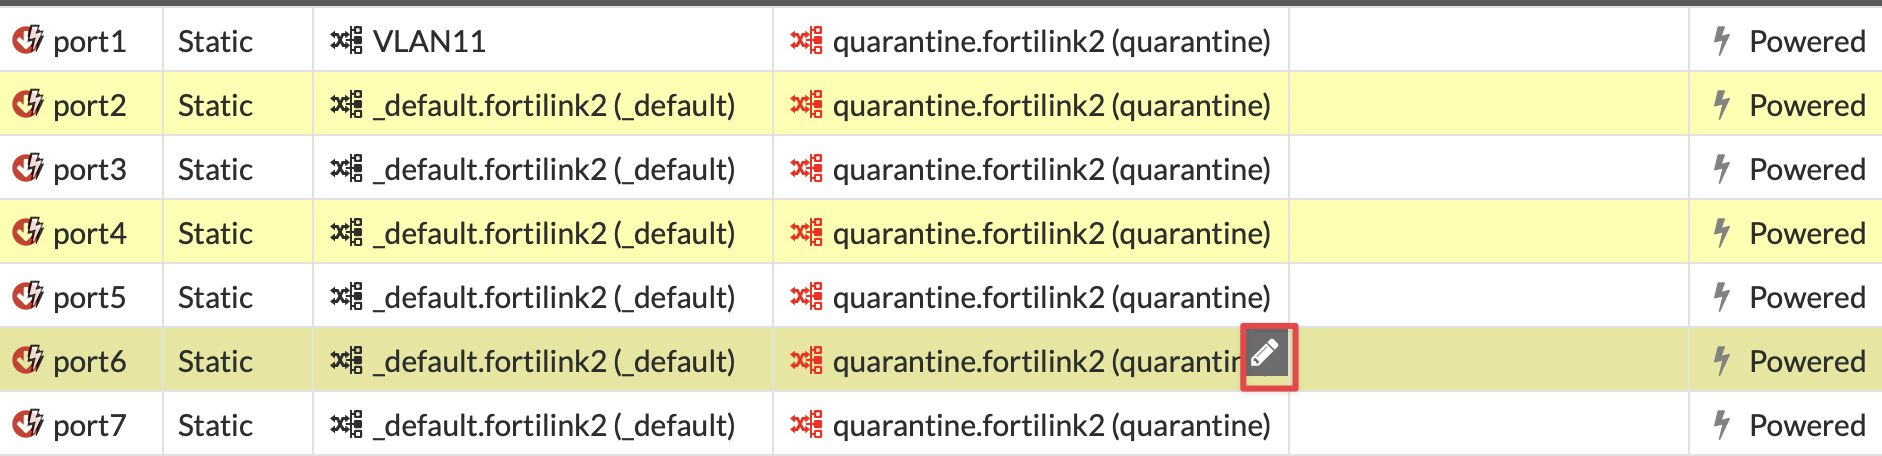 port1 Static VLAN11 quarantine.fortilink2 (quarantine) Powered
port2 Static _default.fortilink2 (_default) quarantine.fortilink2 (quarantine) Powered
port3 Static _default.fortilink2 (_default) quarantine.fortilink2 (quarantine) Powered
port4 Static _default.fortilink2 (_default) quarantine.fortilink2 (quarantine) Powered
port5 Static _default.fortilink2 (_default) quarantine.fortilink2 (quarantine) Powered
port6 Static _default.fortilink2 (_default) quarantine.fortilink2 (quarantin Powered
port7 Static _default.fortilink2 (_default) quarantine.fortilink2 (quarantine) Powered